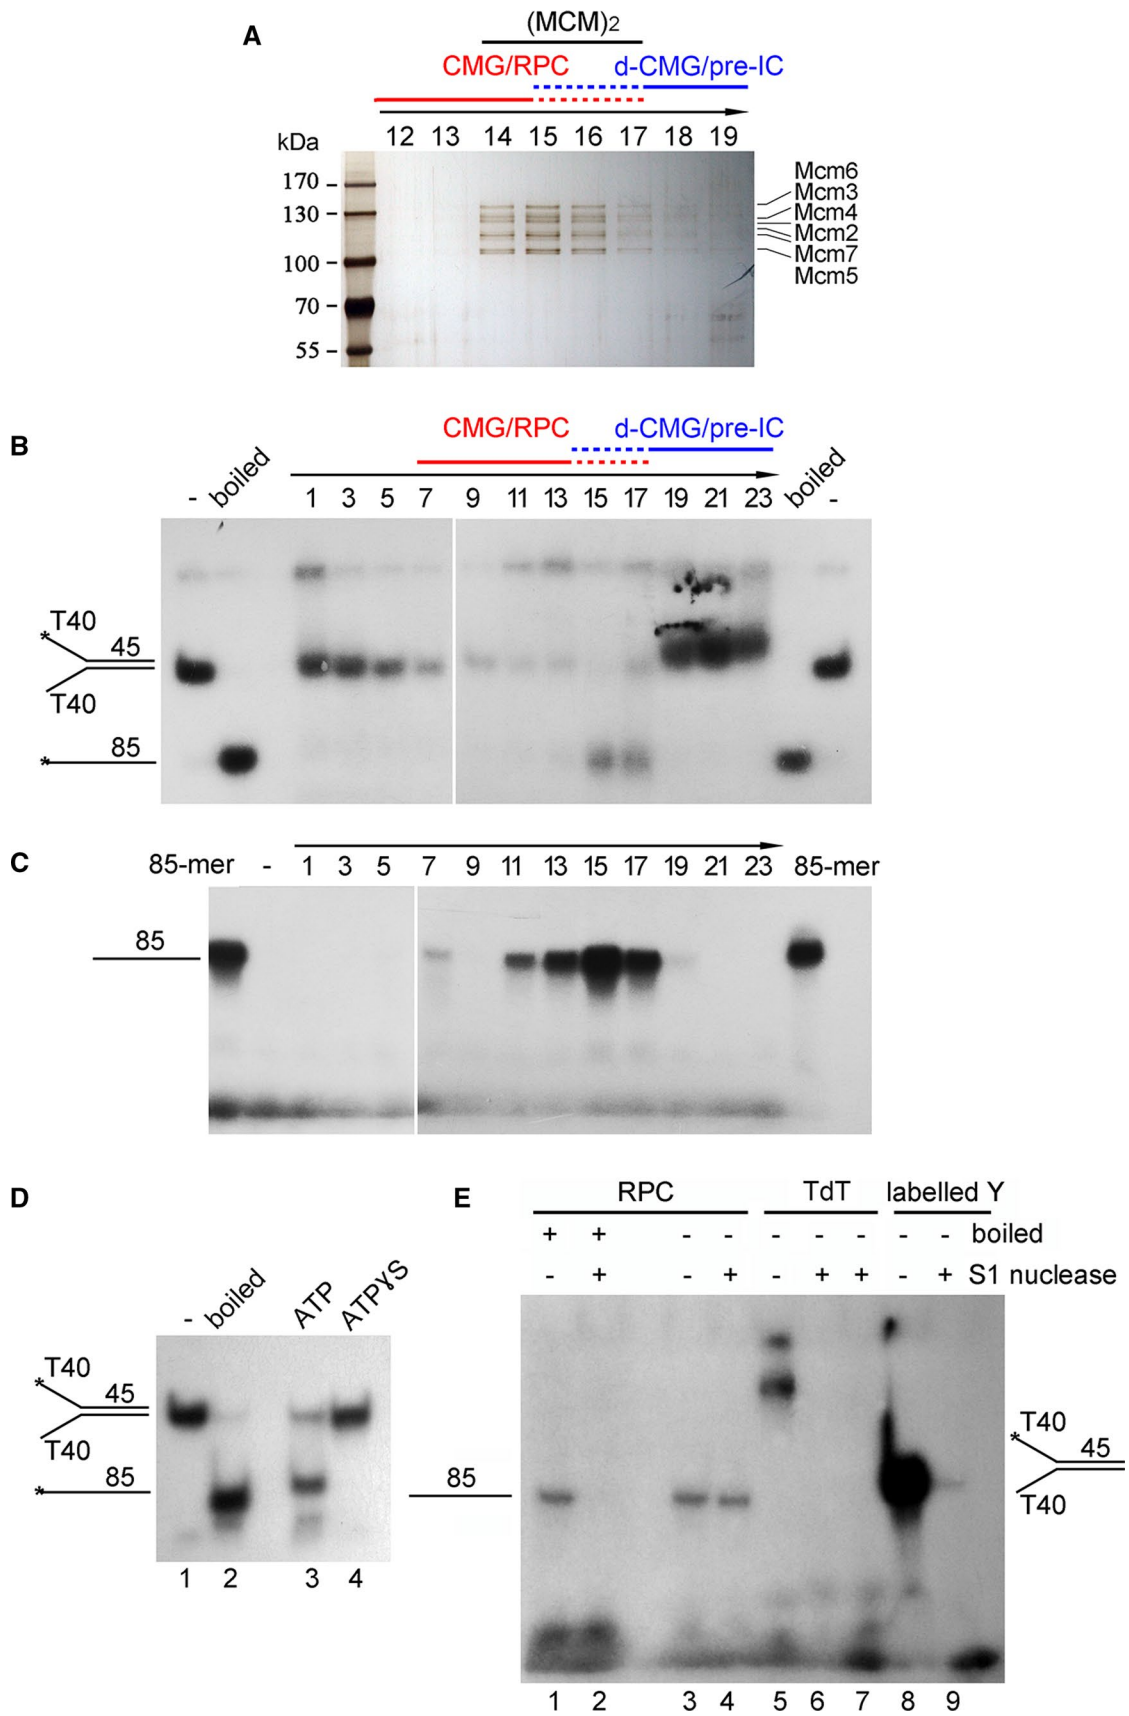 A
(MCM)2
CMG/RPC d-CMG/pre-IC
kDa 12 13 14 15 16 17 18 19
170
130
100
70
55
Mcm6
Mcm3
Mcm4
Mcm2
Mcm7
Mcm5
B
CMG/RPC d-CMG/pre-IC
- boiled 1 3 5 7 9 11 13 15 17 19 21 23 boiled -
* T40
45
T40
* 85
C
85-mer - 1 3 5 7 9 11 13 15 17 19 21 23 85-mer
85
D
- boiled ATP ATPɣS
* T40
45
T40
* 85
1 2 3 4
E
RPC TdT labelled Y
+ + - - - - - - - boiled
- + - + - + + - + S1 nuclease
85
* T40
45
T40
1 2 3 4 5 6 7 8 9